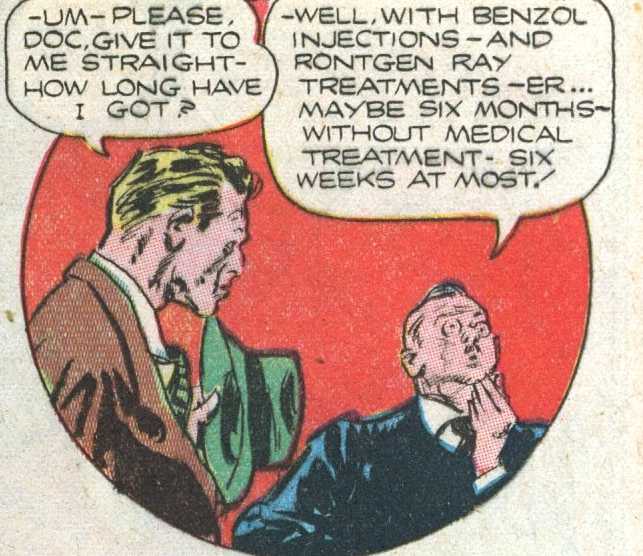 -UM- PLEASE,
DOC, GIVE IT TO
ME STRAIGHT-
HOW LONG HAVE
I GOT?
-WELL, WITH BENZOL
INJECTIONS - AND
RÖNTGEN RAY
TREATMENTS - ER...
MAYBE SIX MONTHS-
WITHOUT MEDICAL
TREATMENT - SIX
WEEKS AT MOST!